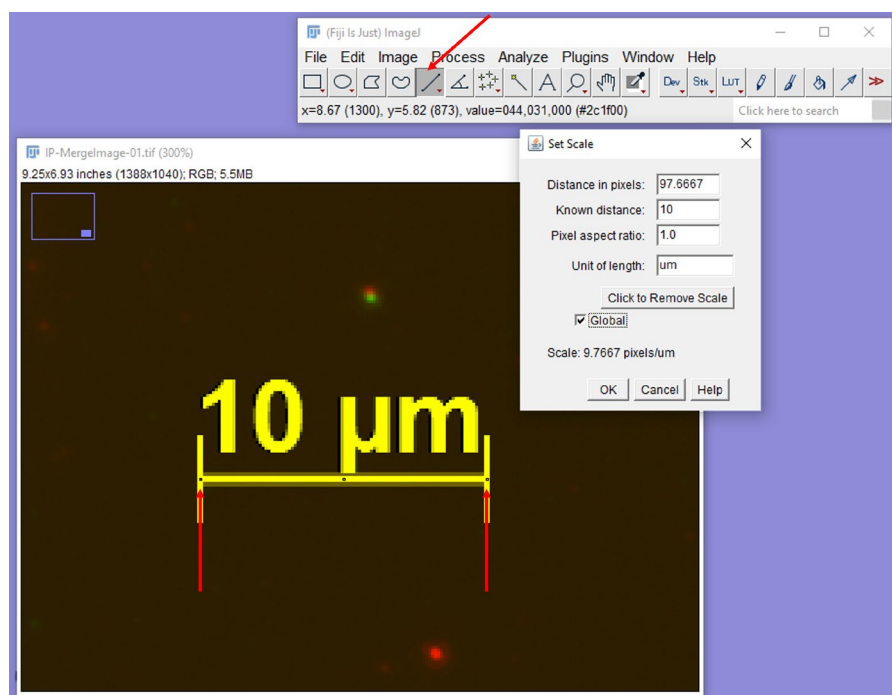 (Fiji Is Just) ImageJ
File Edit Image Process Analyze Plugins Window Help
A Dev Stk LUT
x=8.67 (1300), y=5.82 (873), value=044,031,000 (#2c1f00) Click here to search
IP-MergeImage-01.tif (300%)
9.25x6.93 inches (1388x1040); RGB; 5.5MB
Set Scale
Distance in pixels: 97.6667
Known distance: 10
Pixel aspect ratio: 1.0
Unit of length: um
Click to Remove Scale
Global
Scale: 9.7667 pixels/um
OK Cancel Help
10 µm